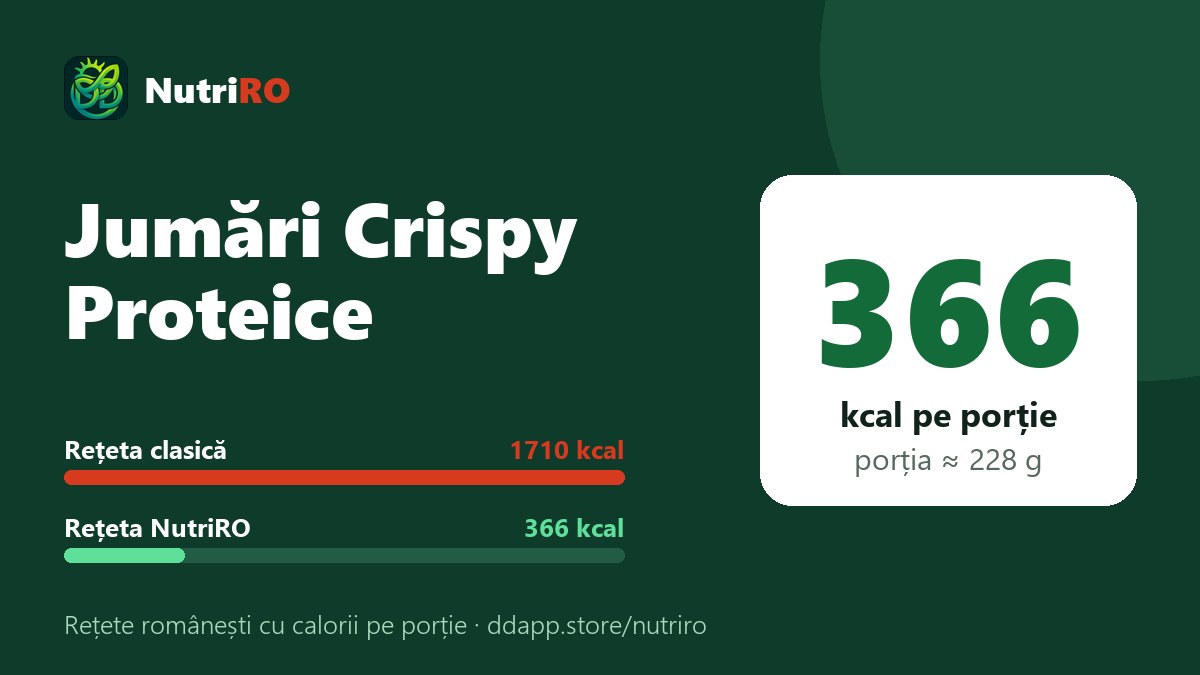 NutriRO
Jumări Crispy
Proteice
366
kcal pe porție
porția ≈ 228 g
Rețeta clasică 1710 kcal
Rețeta NutriRO 366 kcal
Rețete românești cu calorii pe porție · ddapp.store/nutriro